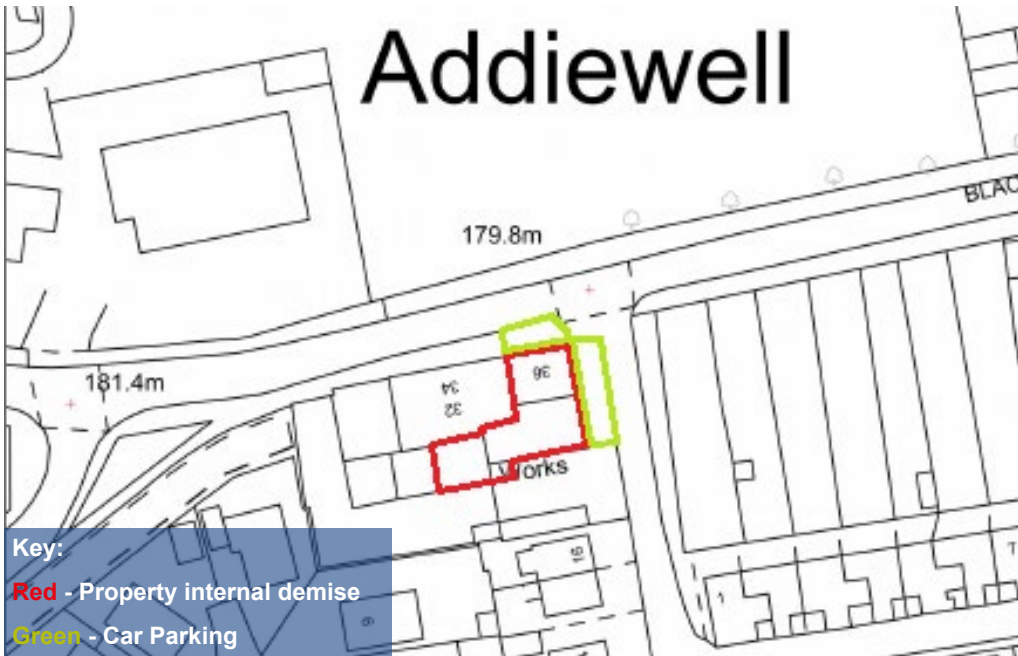 Addiewell
BLAC
179.8m
181.4m
36
34
32
Works
16
Key:
Red - Property internal demise
Green - Car Parking
9
1
T